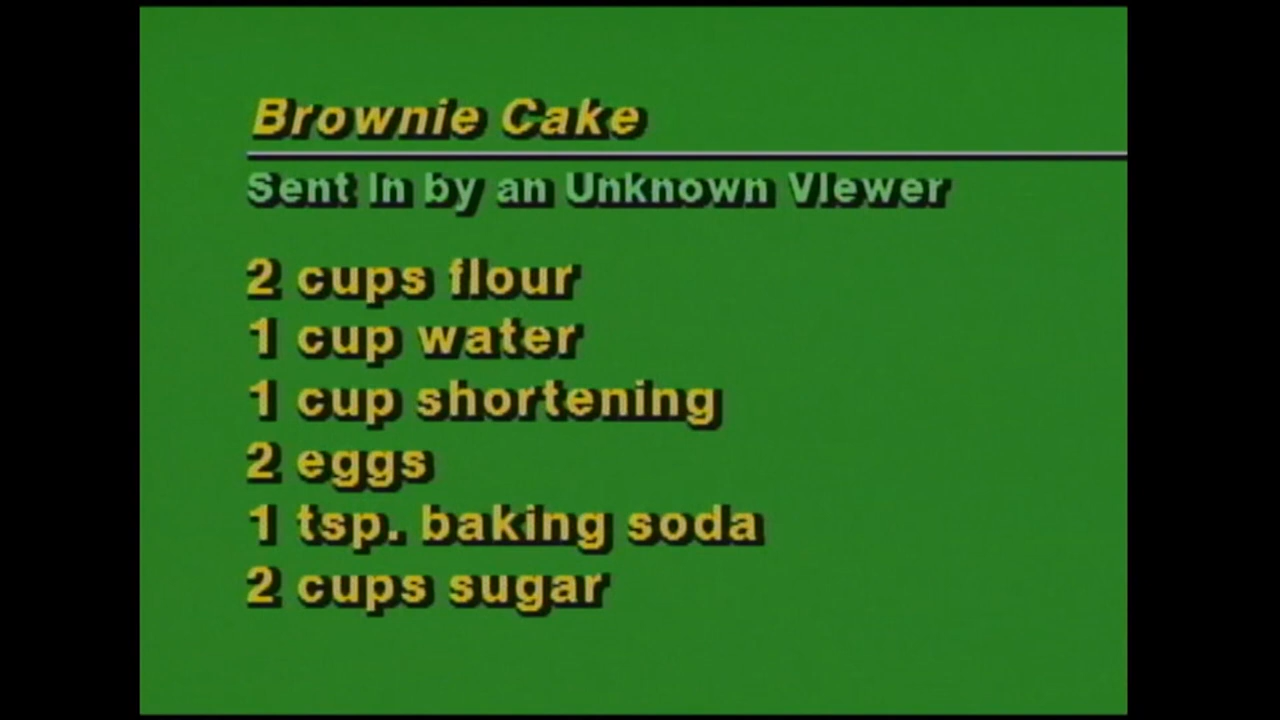 Brownie Cake
Sent In by an Unknown Viewer
2 cups flour
1 cup water
1 cup shortening
2 eggs
1 tsp. baking soda
2 cups sugar